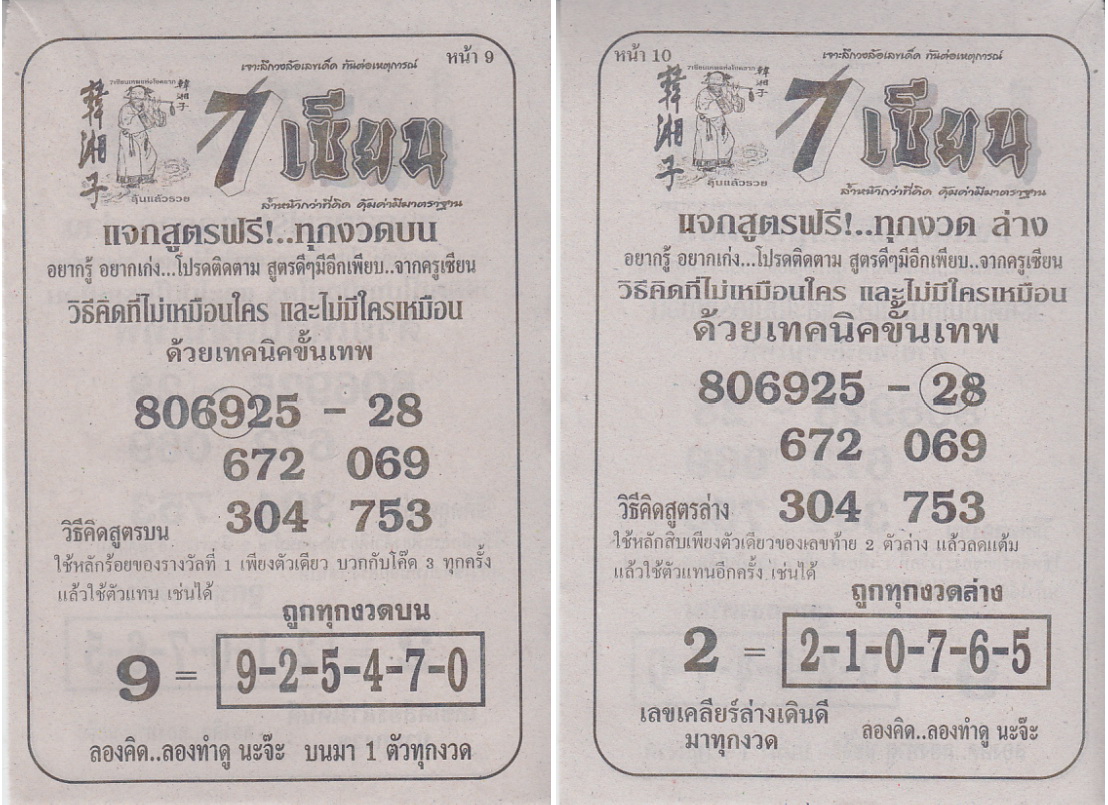 หน้า 9
เจาะลึกวงล้อเลขเด็ด ทันต่อเหตุการณ์
韓湘子
韓湘子
7 เซียน
ลุ้นแล้วรวย
ล้ำหน้ากว่าที่คิด คุ้มค่ามีมาตราฐาน
แจกสูตรฟรี!..ทุกงวดบน
อยากรู้ อยากเก่ง...โปรดติดตาม สูตรดีๆมีอีกเพียบ..จากครูเซียน
วิธีคิดที่ไม่เหมือนใคร และไม่มีใครเหมือน
ด้วยเทคนิคขั้นเทพ
806925 - 28
672 069
304 753
วิธีคิดสูตรบน
ใช้หลักร้อยของรางวัลที่ 1 เพียงตัวเดียว บวกกับโค๊ด 3 ทุกครั้ง
แล้วใช้ตัวแทน เช่นได้
ถูกทุกงวดบน
9 = 9-2-5-4-7-0
ลองคิด..ลองทำดู นะจ๊ะ บนมา 1 ตัวทุกงวด
หน้า 10
เจาะลึกวงล้อเลขเด็ด ทันต่อเหตุการณ์
韓湘子
韓湘子
7 เซียน
ลุ้นแล้วรวย
ล้ำหน้ากว่าที่คิด คุ้มค่ามีมาตราฐาน
แจกสูตรฟรี!..ทุกงวด ล่าง
อยากรู้ อยากเก่ง...โปรดติดตาม สูตรดีๆมีอีกเพียบ..จากครูเซียน
วิธีคิดที่ไม่เหมือนใคร และไม่มีใครเหมือน
ด้วยเทคนิคขั้นเทพ
806925 - 28
672 069
304 753
วิธีคิดสูตรล่าง
ใช้หลักสิบเพียงตัวเดียวของเลขท้าย 2 ตัวล่าง แล้วลดแต้ม
แล้วใช้ตัวแทนอีกครั้ง เช่นได้
ถูกทุกงวดล่าง
2 = 2-1-0-7-6-5
เลขเคลียร์ล่างเดินดี
มาทุกงวด
ลองคิด..ลองทำดู นะจ๊ะ